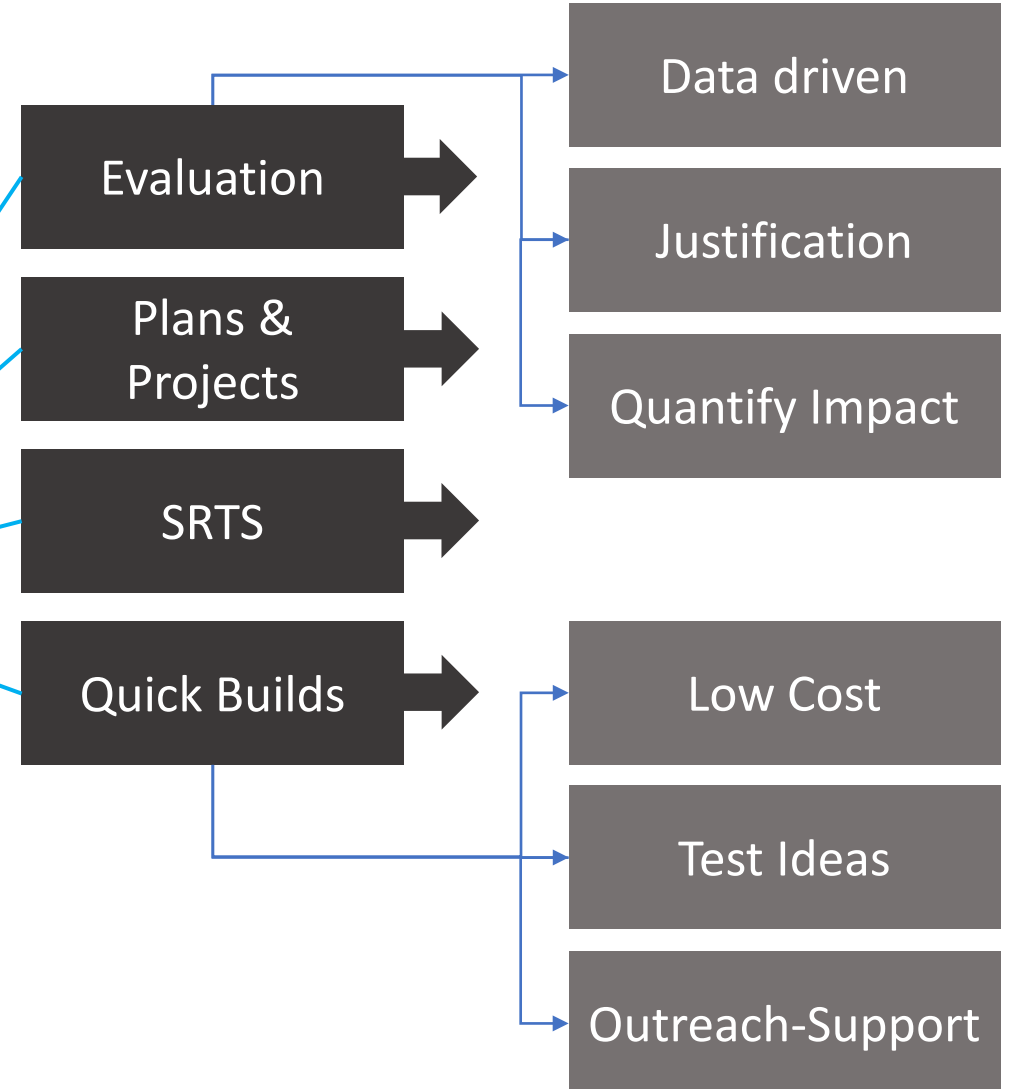 Evaluation
Plans &
Projects
SRTS
Quick Builds
Data driven
Justification
Quantify Impact
Low Cost
Test Ideas
Outreach-Support